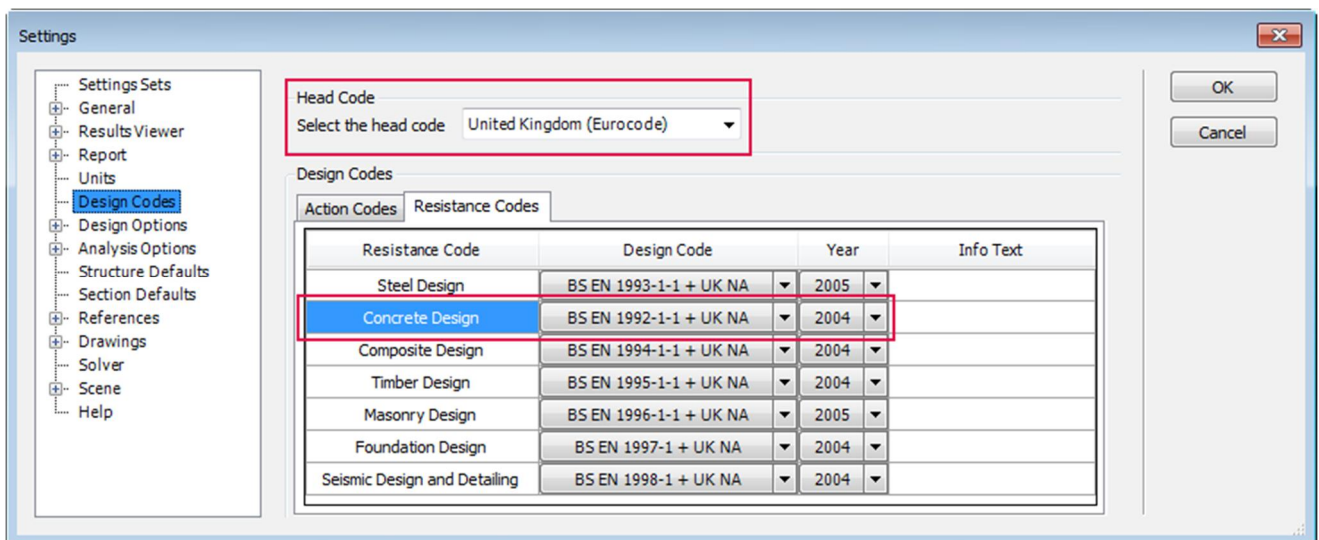 Settings
Settings Sets
General
Results Viewer
Report
Units
Design Codes
Design Options
Analysis Options
Structure Defaults
Section Defaults
References
Drawings
Solver
Scene
Help
Head Code
Select the head code United Kingdom (Eurocode)
Design Codes
Action Codes Resistance Codes
Resistance Code Design Code Year Info Text
Steel Design BS EN 1993-1-1 + UK NA 2005
Concrete Design BS EN 1992-1-1 + UK NA 2004
Composite Design BS EN 1994-1-1 + UK NA 2004
Timber Design BS EN 1995-1-1 + UK NA 2004
Masonry Design BS EN 1996-1-1 + UK NA 2005
Foundation Design BS EN 1997-1 + UK NA 2004
Seismic Design and Detailing BS EN 1998-1 + UK NA 2004
OK
Cancel